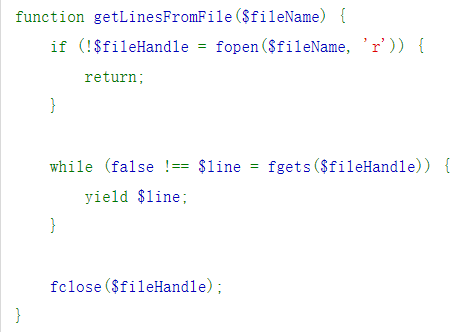 function getLinesFromFile($fileName) {
    if (!$fileHandle = fopen($fileName, 'r')) {
        return;
    }

    while (false !== $line = fgets($fileHandle)) {
        yield $line;
    }

    fclose($fileHandle);
}